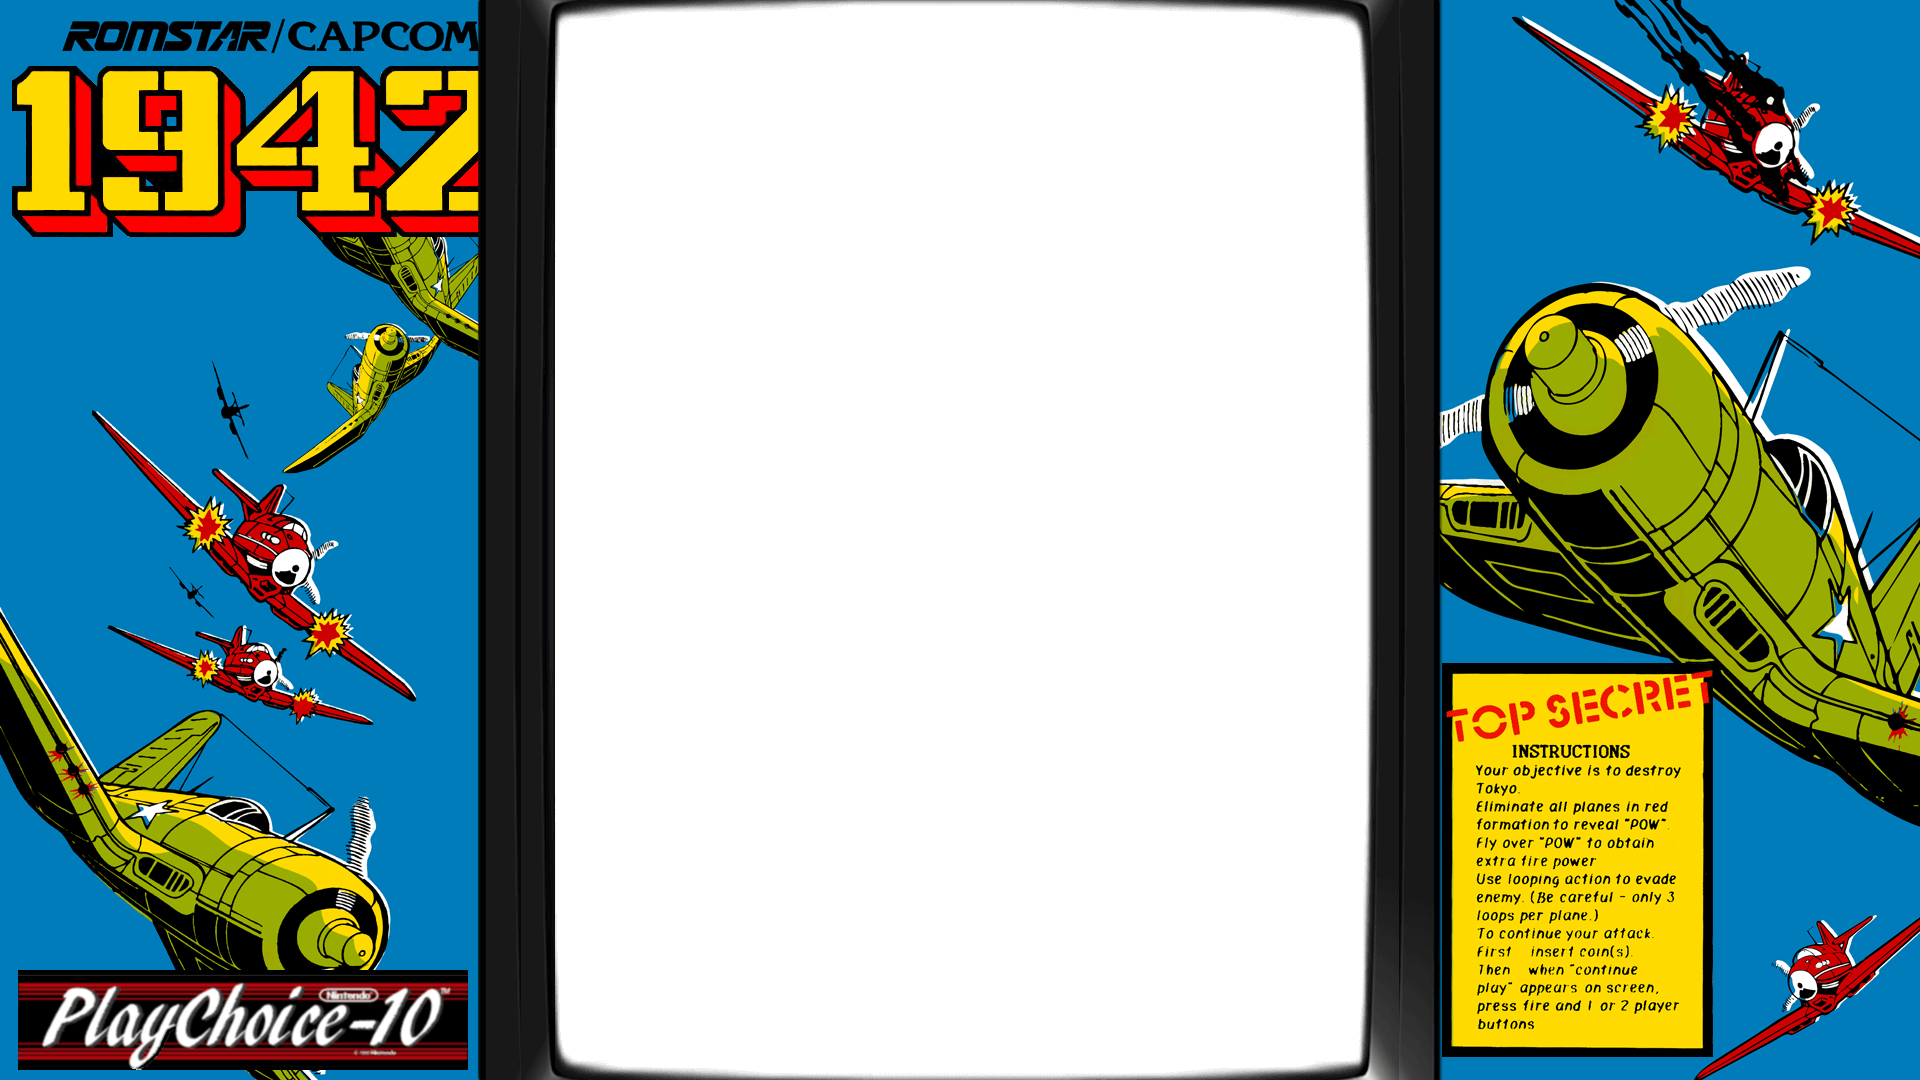 ROMSTAR/CAPCOM
1942
TOP SECRET
INSTRUCTIONS
Your objective is to destroy
Tokyo.
Eliminate all planes in red
formation to reveal "POW".
Fly over "POW" to obtain
extra fire power
Use looping action to evade
enemy. (Be careful - only 3
loops per plane.)
To continue your attack.
First insert coin(s).
Then when "continue
play" appears on screen,
press fire and 1 or 2 player
buttons
Nintendo
PlayChoice-10 TM
© 1986 Nintendo